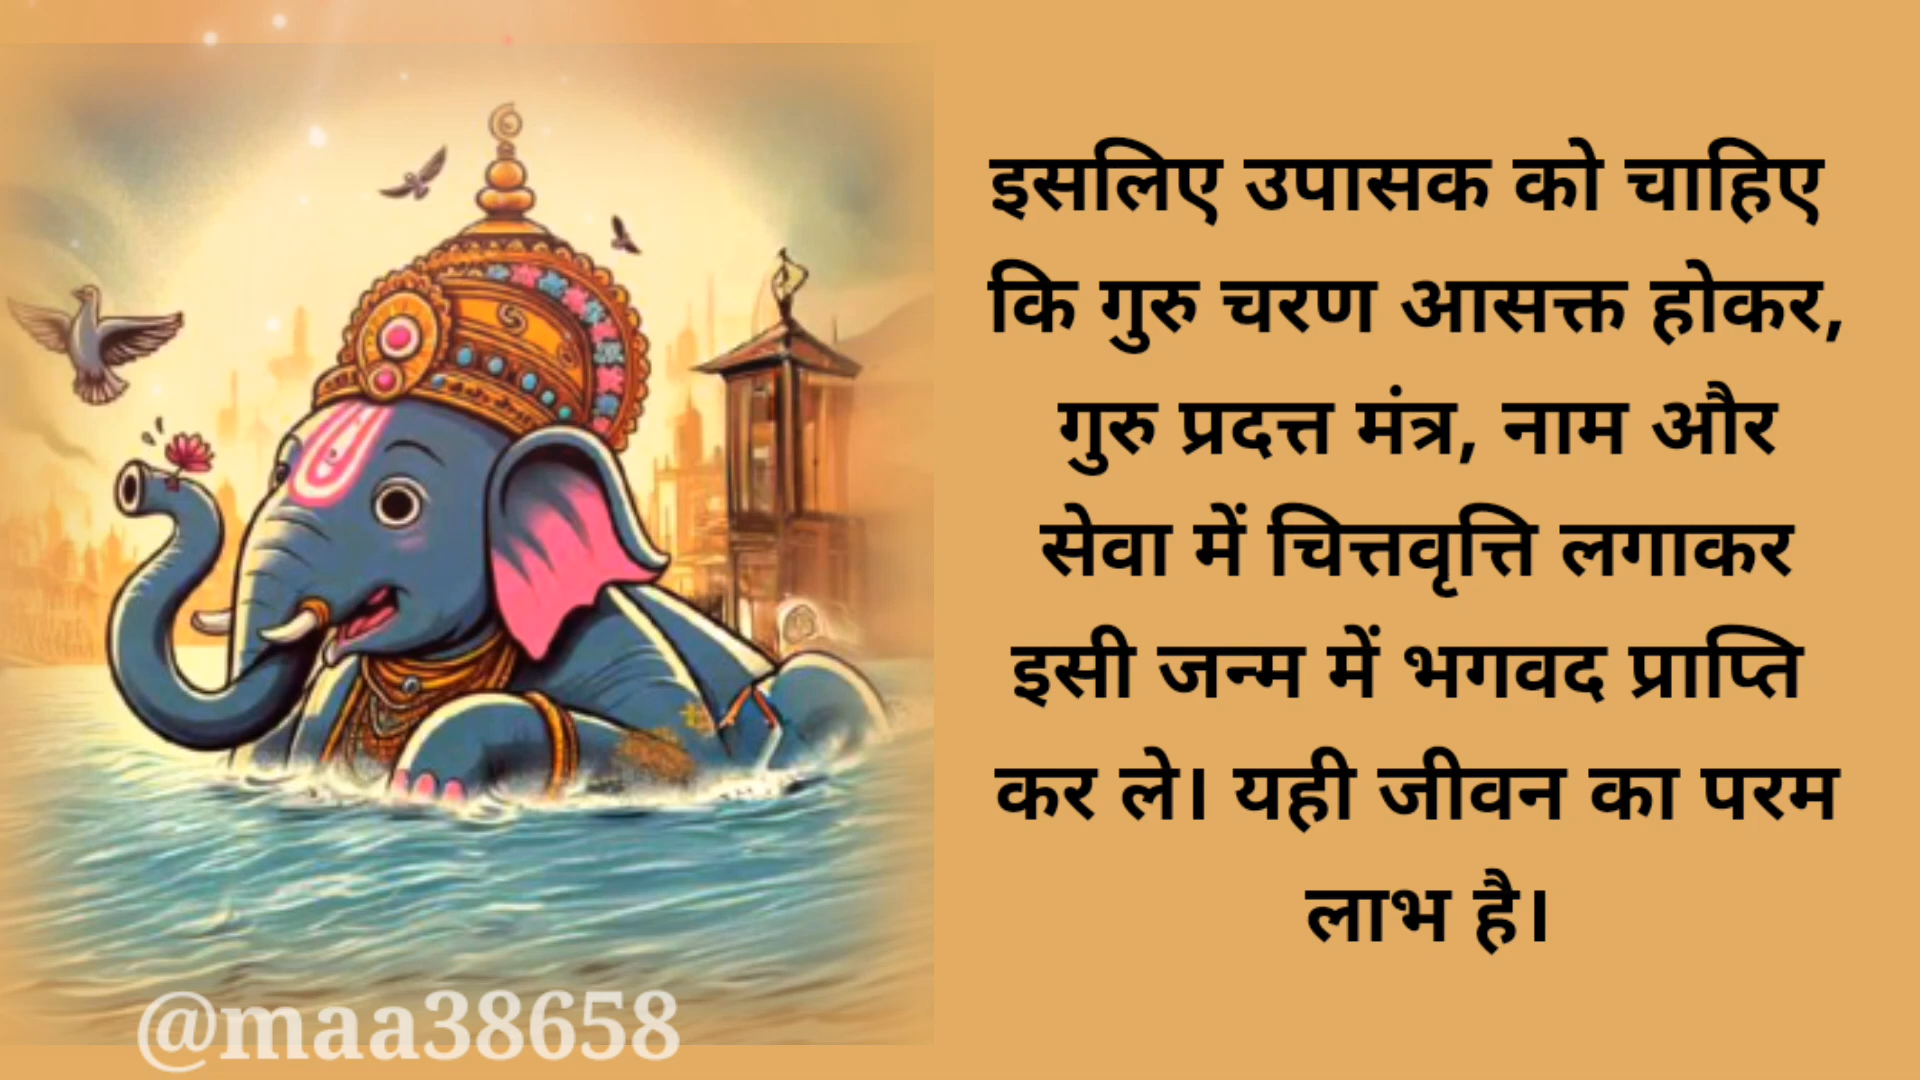 इसलिए उपासक को चाहिए
कि गुरु चरण आसक्त होकर,
गुरु प्रदत्त मंत्र, नाम और
सेवा में चित्तवृत्ति लगाकर
इसी जन्म में भगवद प्राप्ति
कर ले। यही जीवन का परम
लाभ है।
@maa38658